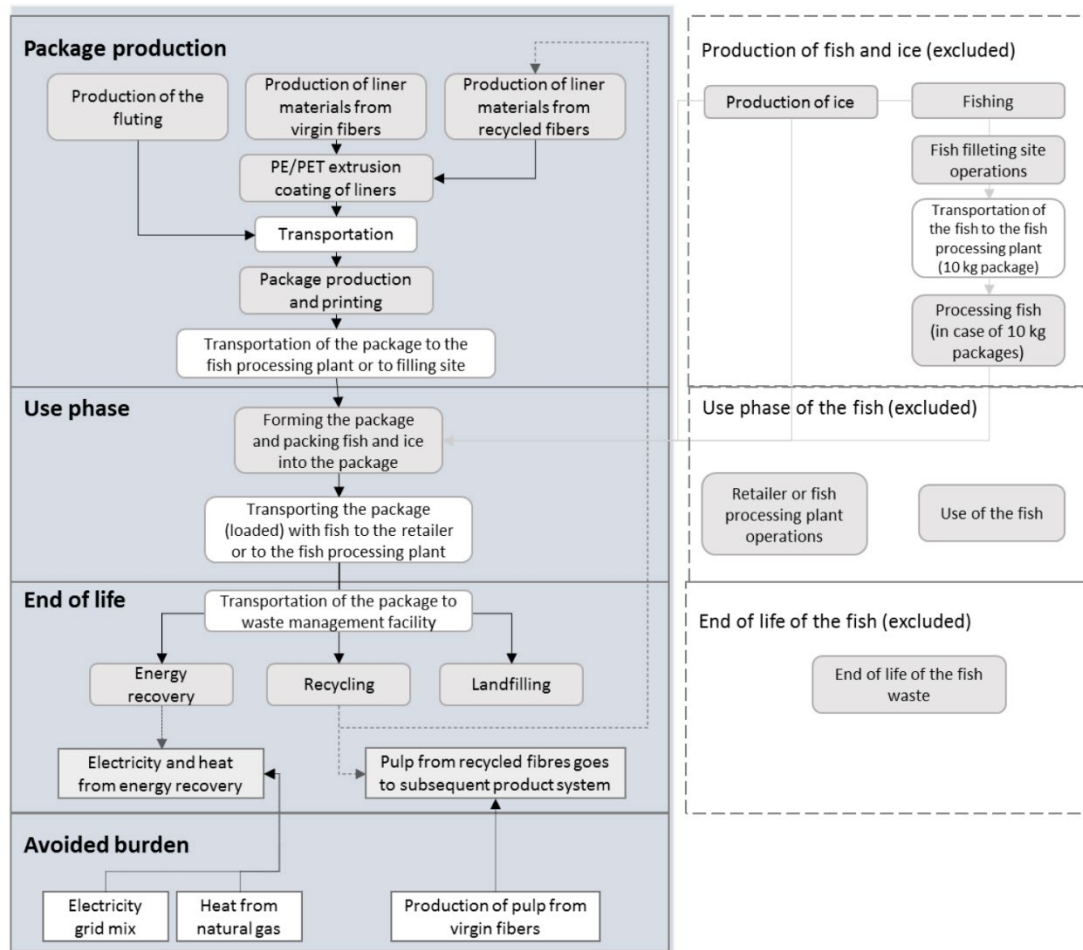 Package production
Production of the
fluting
Production of liner
materials from
virgin fibers
Production of liner
materials from
recycled fibers
PE/PET extrusion
coating of liners
Transportation
Package production
and printing
Transportation of the package to the
fish processing plant or to filling site
Use phase
Forming the package
and packing fish and ice
into the package
Transporting the package
(loaded) with fish to the retailer
or to the fish processing plant
End of life
Transportation of the package to
waste management facility
Energy
recovery
Recycling
Landfilling
Electricity and heat
from energy recovery
Pulp from recycled fibres goes
to subsequent product system
Avoided burden
Electricity
grid mix
Heat from
natural gas
Production of pulp from
virgin fibers
Production of fish and ice (excluded)
Production of ice
Fishing
Fish filleting site
operations
Transportation of
the fish to the fish
processing plant
(10 kg package)
Processing fish
(in case of 10 kg
packages)
Use phase of the fish (excluded)
Retailer or fish
processing plant
operations
Use of the fish
End of life of the fish (excluded)
End of life of the fish
waste